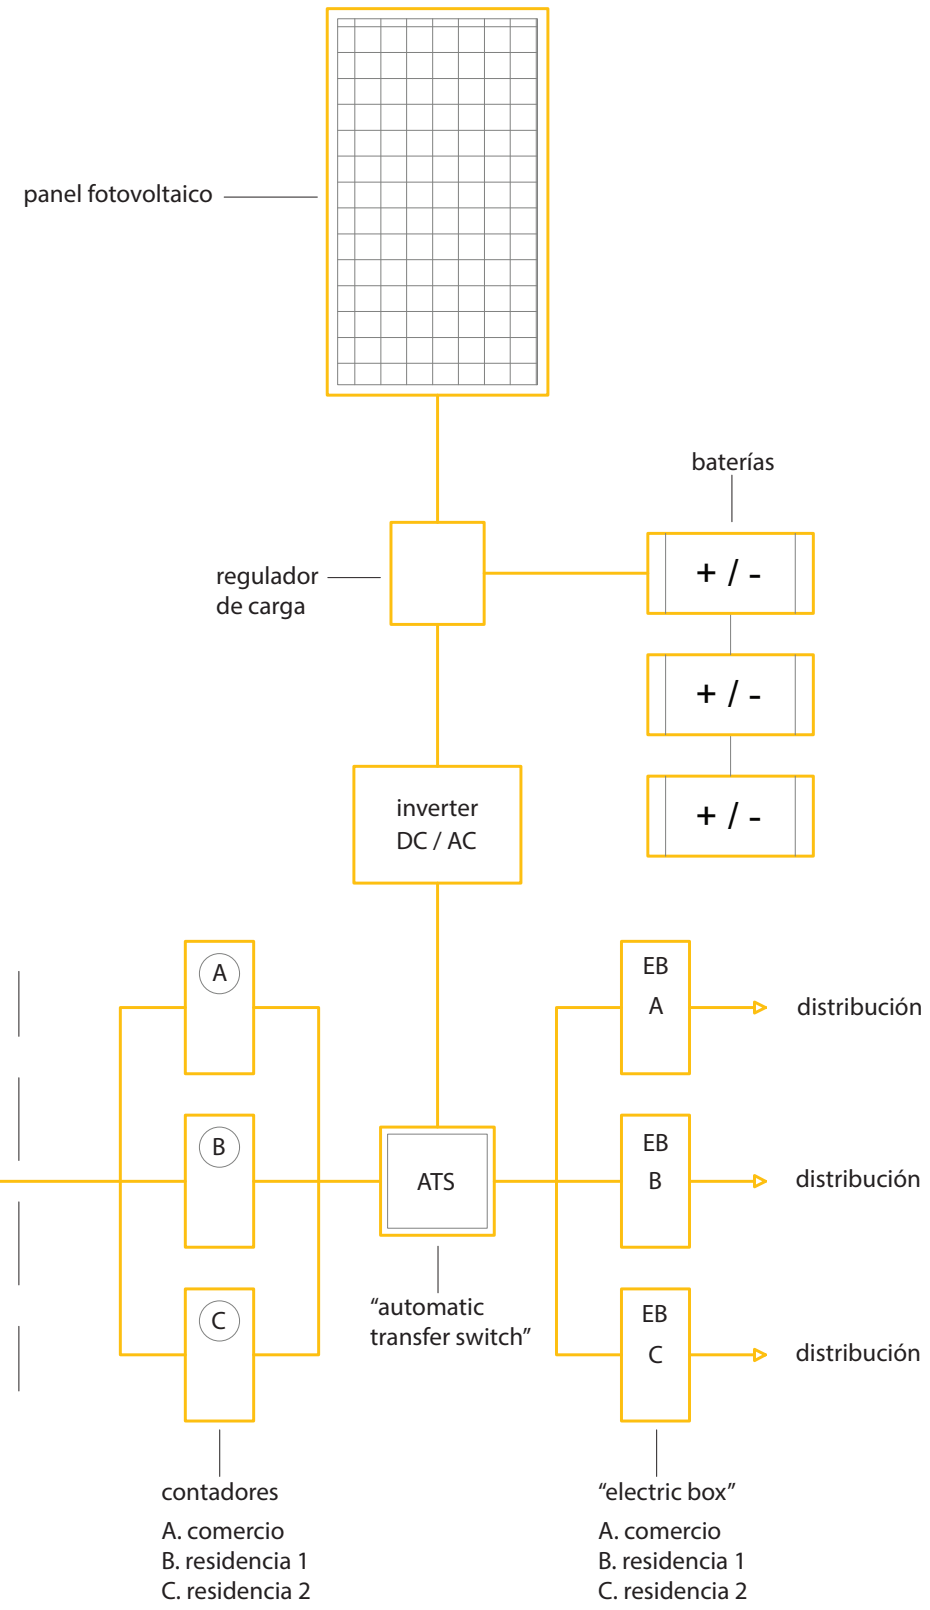 panel fotovoltaico
baterías
+ / -
regulador
de carga
+ / -
+ / -
inverter
DC / AC
A
EB
A
distribución
B
ATS
EB
B
distribución
C
“automatic
transfer switch”
EB
C
distribución
contadores
A. comercio
B. residencia 1
C. residencia 2
“electric box”
A. comercio
B. residencia 1
C. residencia 2